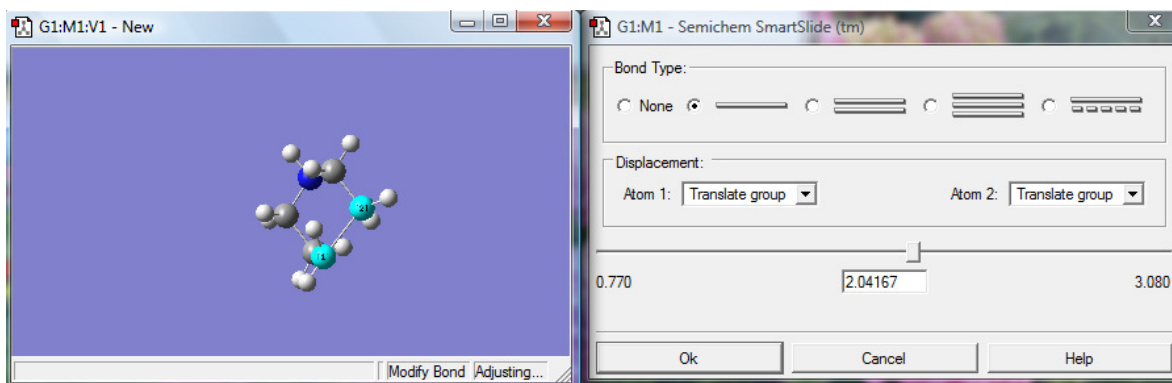 G1:M1:V1 - New
Modify Bond Adjusting...
G1:M1 - Semichem SmartSlide (tm)
Bond Type:
None
Displacement:
Atom 1: Translate group
Atom 2: Translate group
0.770 2.04167 3.080
Ok Cancel Help